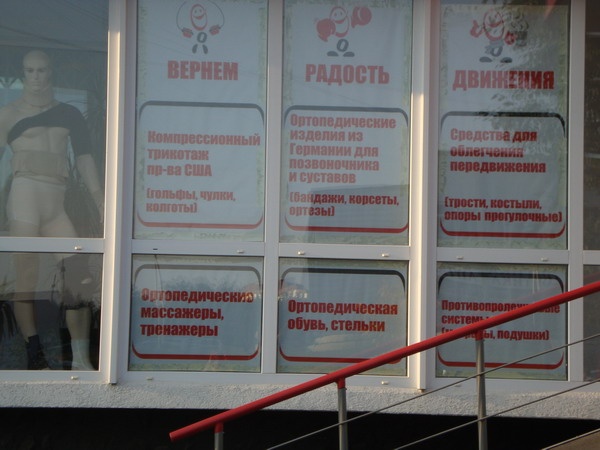 ВЕРНЕМ
РАДОСТЬ
ДВИЖЕНИЯ
Компрессионный
трикотаж
пр-ва США
(гольфы, чулки,
колготы)
Ортопедические
изделия из
Германии для
позвоночника
и суставов
(бандажи, корсеты,
ортезы)
Средства для
облегчения
передвижения
(трости, костыли,
опоры прогулочные)
Ортопедические
массажеры,
тренажеры
Ортопедическая
обувь, стельки
системы
подушки)